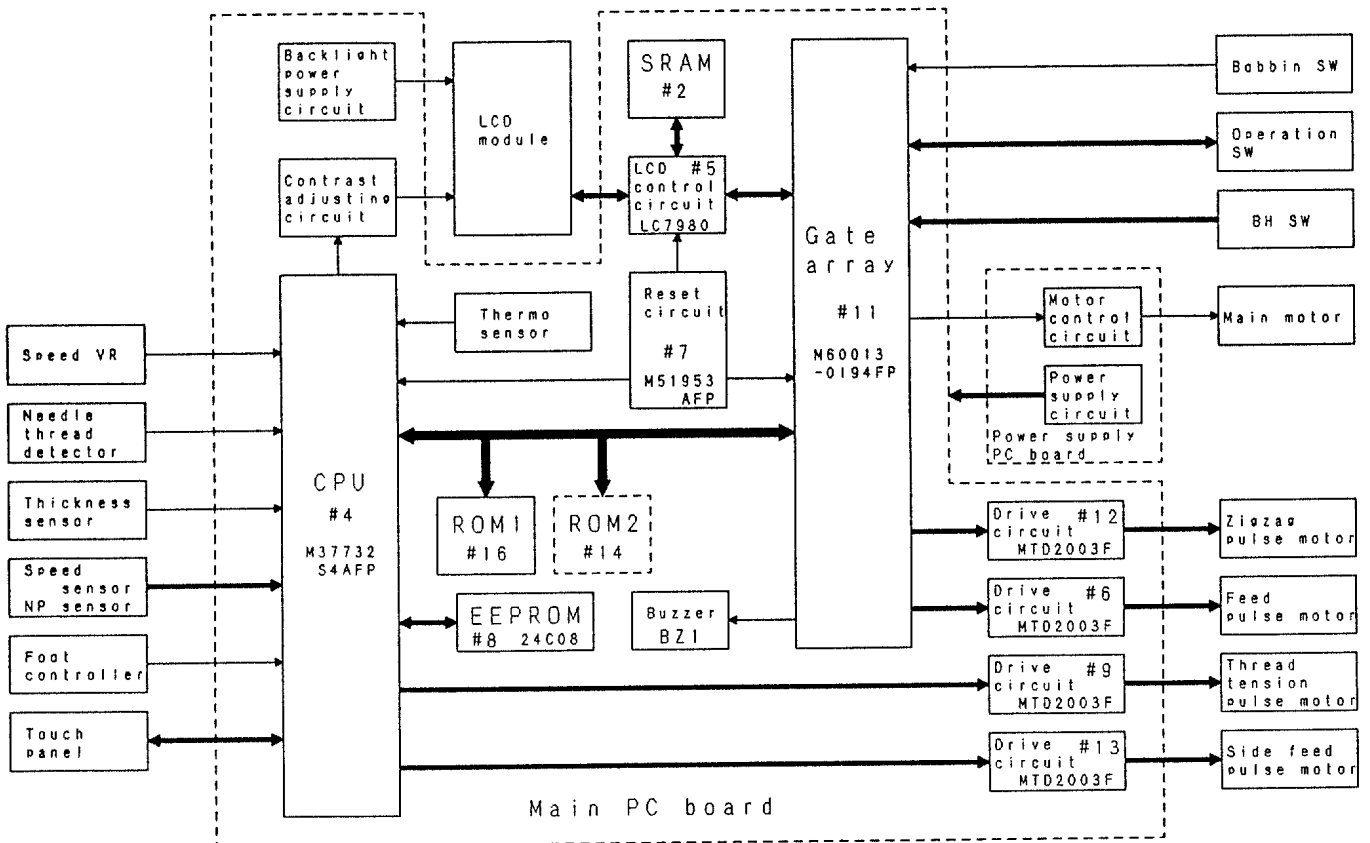 Backlight
power
supply
circuit
LCD
module
SRAM
#2
Contrast
adjusting
circuit
LCD #5
control
circuit
LC7980
Gate
array
#11
M60013
-0194FP
Bobbin SW
Operation
SW
BH SW
Motor
control
circuit
Main motor
Power
supply
circuit
Power supply
PC board
Reset
circuit
#7
M51953
AFP
Thermo
sensor
Speed VR
Needle
thread
detector
Thickness
sensor
Speed
sensor
NP sensor
Foot
controller
Touch
panel
CPU
#4
M37732
S4AFP
ROM1
#16
ROM2
#14
EEPROM
#8 24C08
Buzzer
BZ1
Drive #12
circuit
MTD2003F
Zigzag
pulse motor
Drive #6
circuit
MTD2003F
Feed
pulse motor
Drive #9
circuit
MTD2003F
Thread
tension
pulse motor
Drive #13
circuit
MTD2003F
Side feed
pulse motor
Main PC board